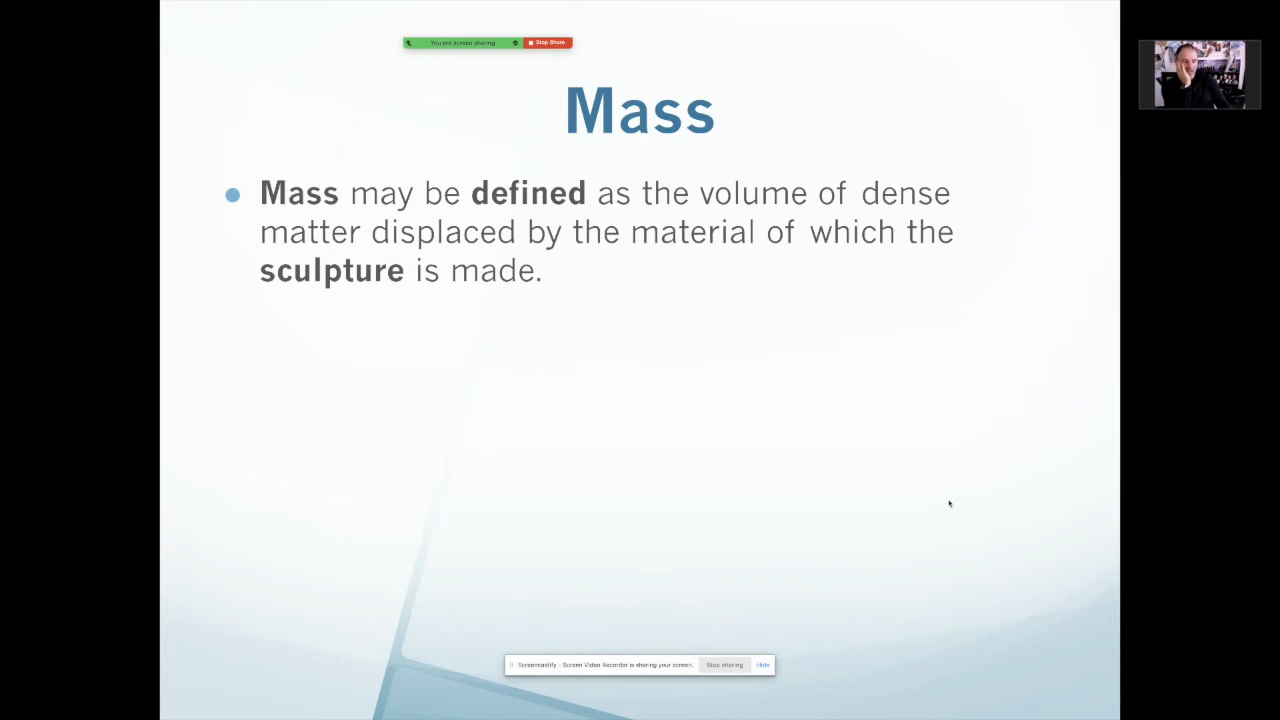 You are screen sharing
Stop Share
Mass
Mass may be defined as the volume of dense
matter displaced by the material of which the
sculpture is made.
Screencastify - Screen Video Recorder is sharing your screen.
Stop sharing
Hide